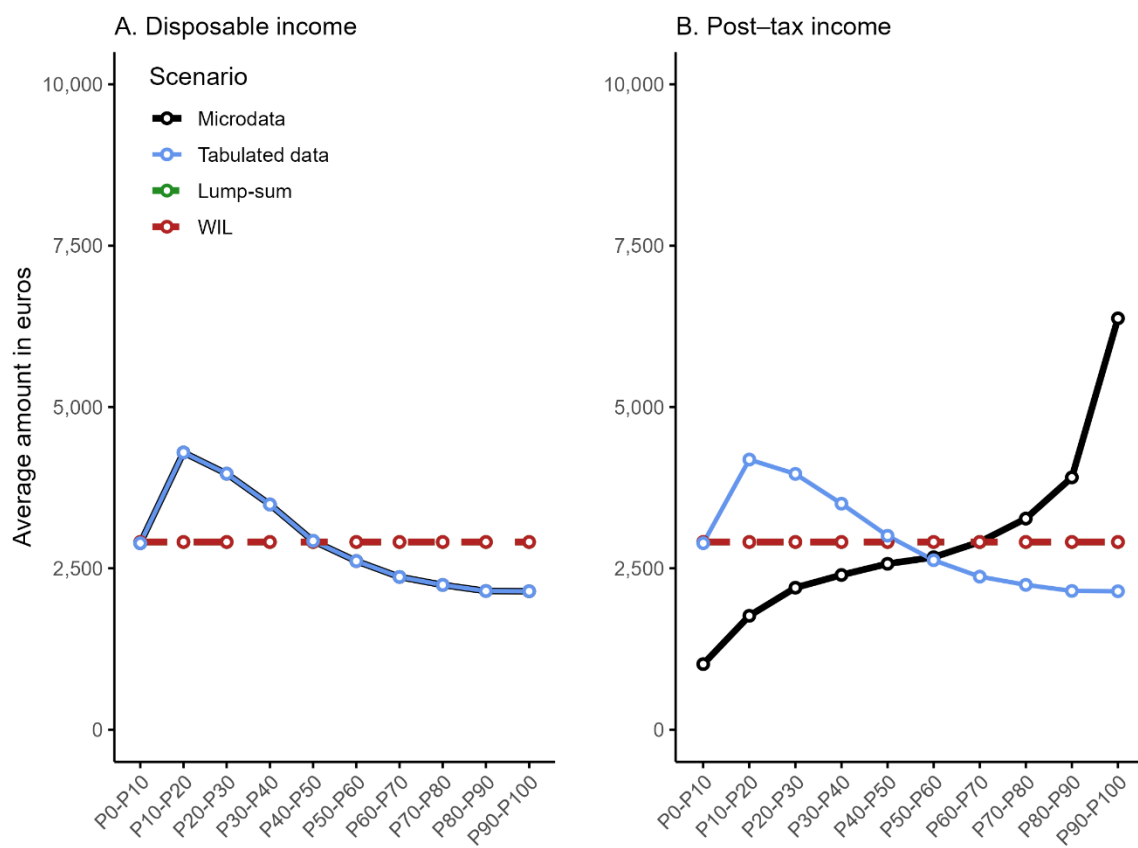 A. Disposable income
Scenario
Microdata
Tabulated data
Lump-sum
WIL
Average amount in euros
10,000
7,500
5,000
2,500
0
P0-P10
P10-P20
P20-P30
P30-P40
P40-P50
P50-P60
P60-P70
P70-P80
P80-P90
P90-P100
B. Post–tax income
10,000
7,500
5,000
2,500
0
P0-P10
P10-P20
P20-P30
P30-P40
P40-P50
P50-P60
P60-P70
P70-P80
P80-P90
P90-P100